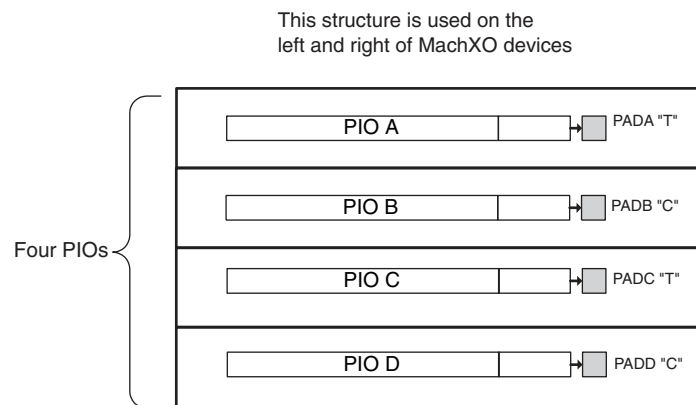 This structure is used on the
left and right of MachXO devices
PIO A
PADA "T"
PIO B
PADB "C"
Four PIOs
PIO C
PADC "T"
PIO D
PADD "C"